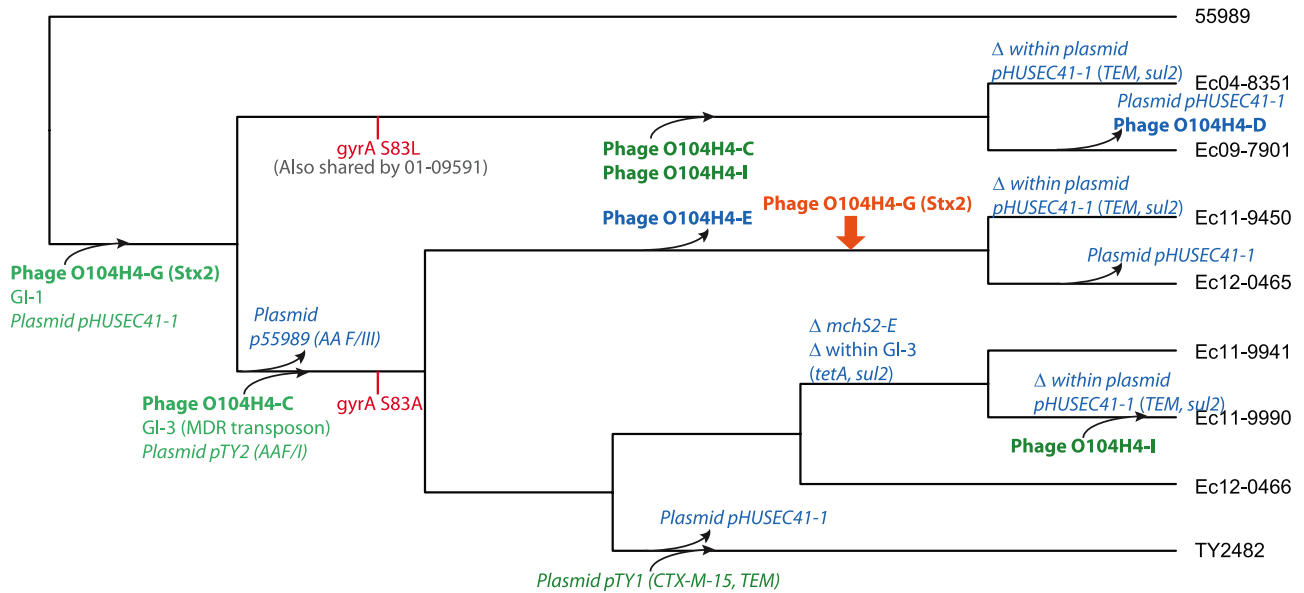 55989
Δ within plasmid
pHUSEC41-1 (TEM, sul2)
Ec04-8351
Plasmid pHUSEC41-1
Phage O104H4-D
Ec09-7901
gyrA S83L
(Also shared by 01-09591)
Phage O104H4-C
Phage O104H4-I
Phage O104H4-G (Stx2)
Phage O104H4-E
Δ within plasmid
pHUSEC41-1 (TEM, sul2)
Ec11-9450
Plasmid pHUSEC41-1
Ec12-0465
Phage O104H4-G (Stx2)
GI-1
Plasmid pHUSEC41-1
Plasmid
p55989 (AA F/III)
Phage O104H4-C
GI-3 (MDR transposon)
Plasmid pTY2 (AAF/I)
gyrA S83A
Δ mchS2-E
Δ within GI-3
(tetA, sul2)
Ec11-9941
Δ within plasmid
pHUSEC41-1 (TEM, sul2)
Ec11-9990
Phage O104H4-I
Ec12-0466
Plasmid pHUSEC41-1
TY2482
Plasmid pTY1 (CTX-M-15, TEM)